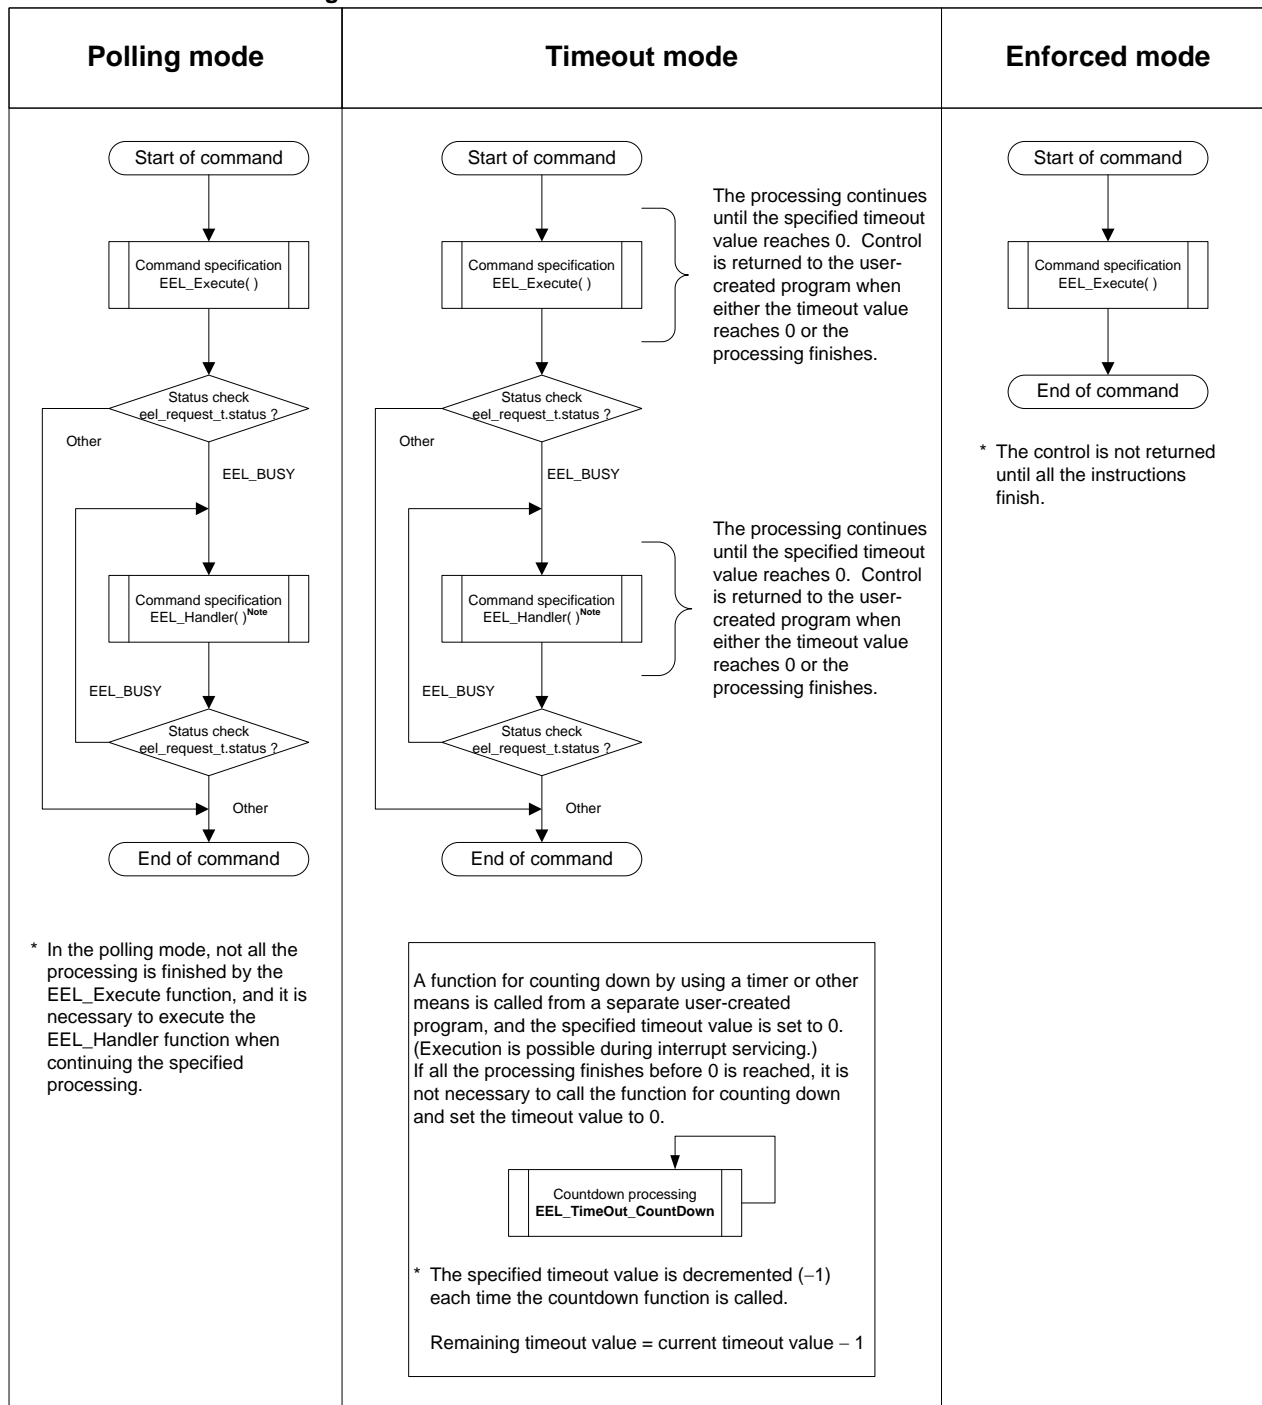 Polling mode
Timeout mode
Enforced mode
Start of command
Command specification
EEL_Execute( )
Status check
eel_request_t.status ?
Other
EEL_BUSY
Command specification
EEL_Handler( )Note
EEL_BUSY
Status check
eel_request_t.status ?
Other
End of command
* In the polling mode, not all the
processing is finished by the
EEL_Execute function, and it is
necessary to execute the
EEL_Handler function when
continuing the specified
processing.
Start of command
Command specification
EEL_Execute( )
The processing continues
until the specified timeout
value reaches 0. Control
is returned to the user-
created program when
either the timeout value
reaches 0 or the
processing finishes.
Status check
eel_request_t.status ?
Other
EEL_BUSY
Command specification
EEL_Handler( )Note
The processing continues
until the specified timeout
value reaches 0. Control
is returned to the user-
created program when
either the timeout value
reaches 0 or the
processing finishes.
EEL_BUSY
Status check
eel_request_t.status ?
Other
End of command
A function for counting down by using a timer or other
means is called from a separate user-created
program, and the specified timeout value is set to 0.
(Execution is possible during interrupt servicing.)
If all the processing finishes before 0 is reached, it is
not necessary to call the function for counting down
and set the timeout value to 0.
Countdown processing
EEL_TimeOut_CountDown
* The specified timeout value is decremented (−1)
each time the countdown function is called.
Remaining timeout value = current timeout value − 1
Start of command
Command specification
EEL_Execute( )
End of command
* The control is not returned
until all the instructions
finish.